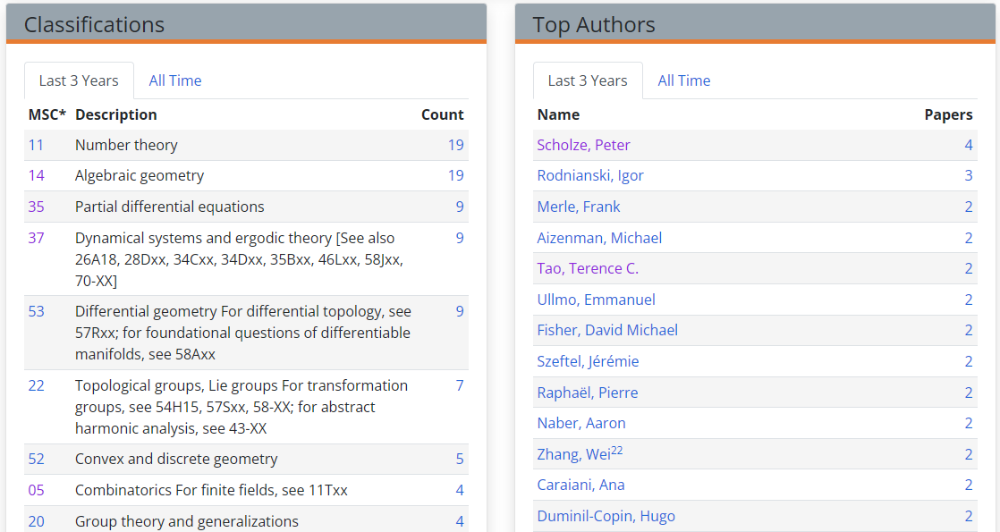 Classifications
Last 3 Years All Time
MSC* Description Count
11 Number theory 19
14 Algebraic geometry 19
35 Partial differential equations 9
37 Dynamical systems and ergodic theory [See also 9
26A18, 28Dxx, 34Cxx, 34Dxx, 35Bxx, 46Lxx, 58Jxx,
70-XX]
53 Differential geometry For differential topology, see 9
57Rxx; for foundational questions of differentiable
manifolds, see 58Axx
22 Topological groups, Lie groups For transformation 7
groups, see 54H15, 57Sxx, 58-XX; for abstract
harmonic analysis, see 43-XX
52 Convex and discrete geometry 5
05 Combinatorics For finite fields, see 11Txx 4
20 Group theory and generalizations 4
Top Authors
Last 3 Years All Time
Name Papers
Scholze, Peter 4
Rodnianski, Igor 3
Merle, Frank 2
Aizenman, Michael 2
Tao, Terence C. 2
Ullmo, Emmanuel 2
Fisher, David Michael 2
Szeftel, Jérémie 2
Raphaël, Pierre 2
Naber, Aaron 2
Zhang, Wei22 2
Caraiani, Ana 2
Duminil-Copin, Hugo 2